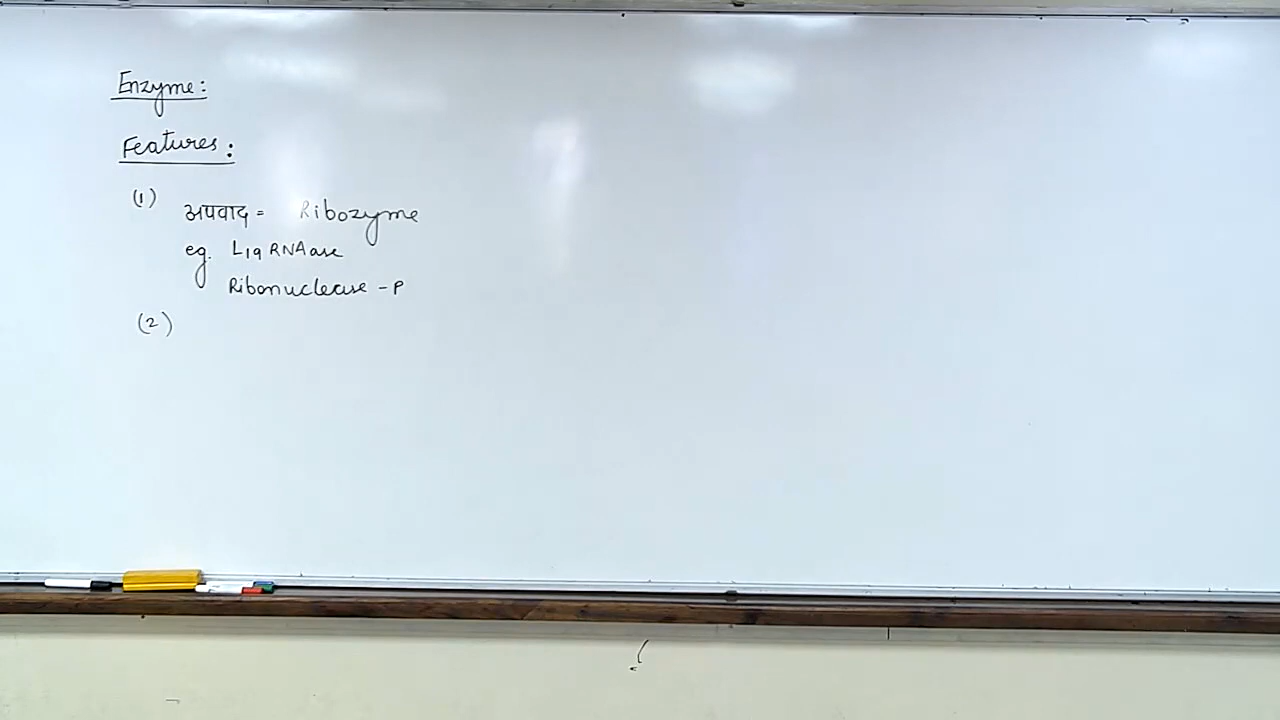 Enzyme:
Features:
(1)
अपवाद = Ribozyme
eg. L19 RNAase
Ribonuclease - P
(2)